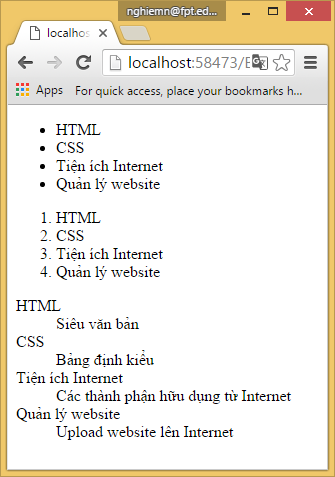 nghiemn@fpt.ed...
localhos
localhost:58473/E
Apps For quick access, place your bookmarks h...
HTML
CSS
Tiện ích Internet
Quản lý website
1. HTML
2. CSS
3. Tiện ích Internet
4. Quản lý website
HTML
Siêu văn bản
CSS
Bảng định kiểu
Tiện ích Internet
Các thành phận hữu dụng từ Internet
Quản lý website
Upload website lên Internet